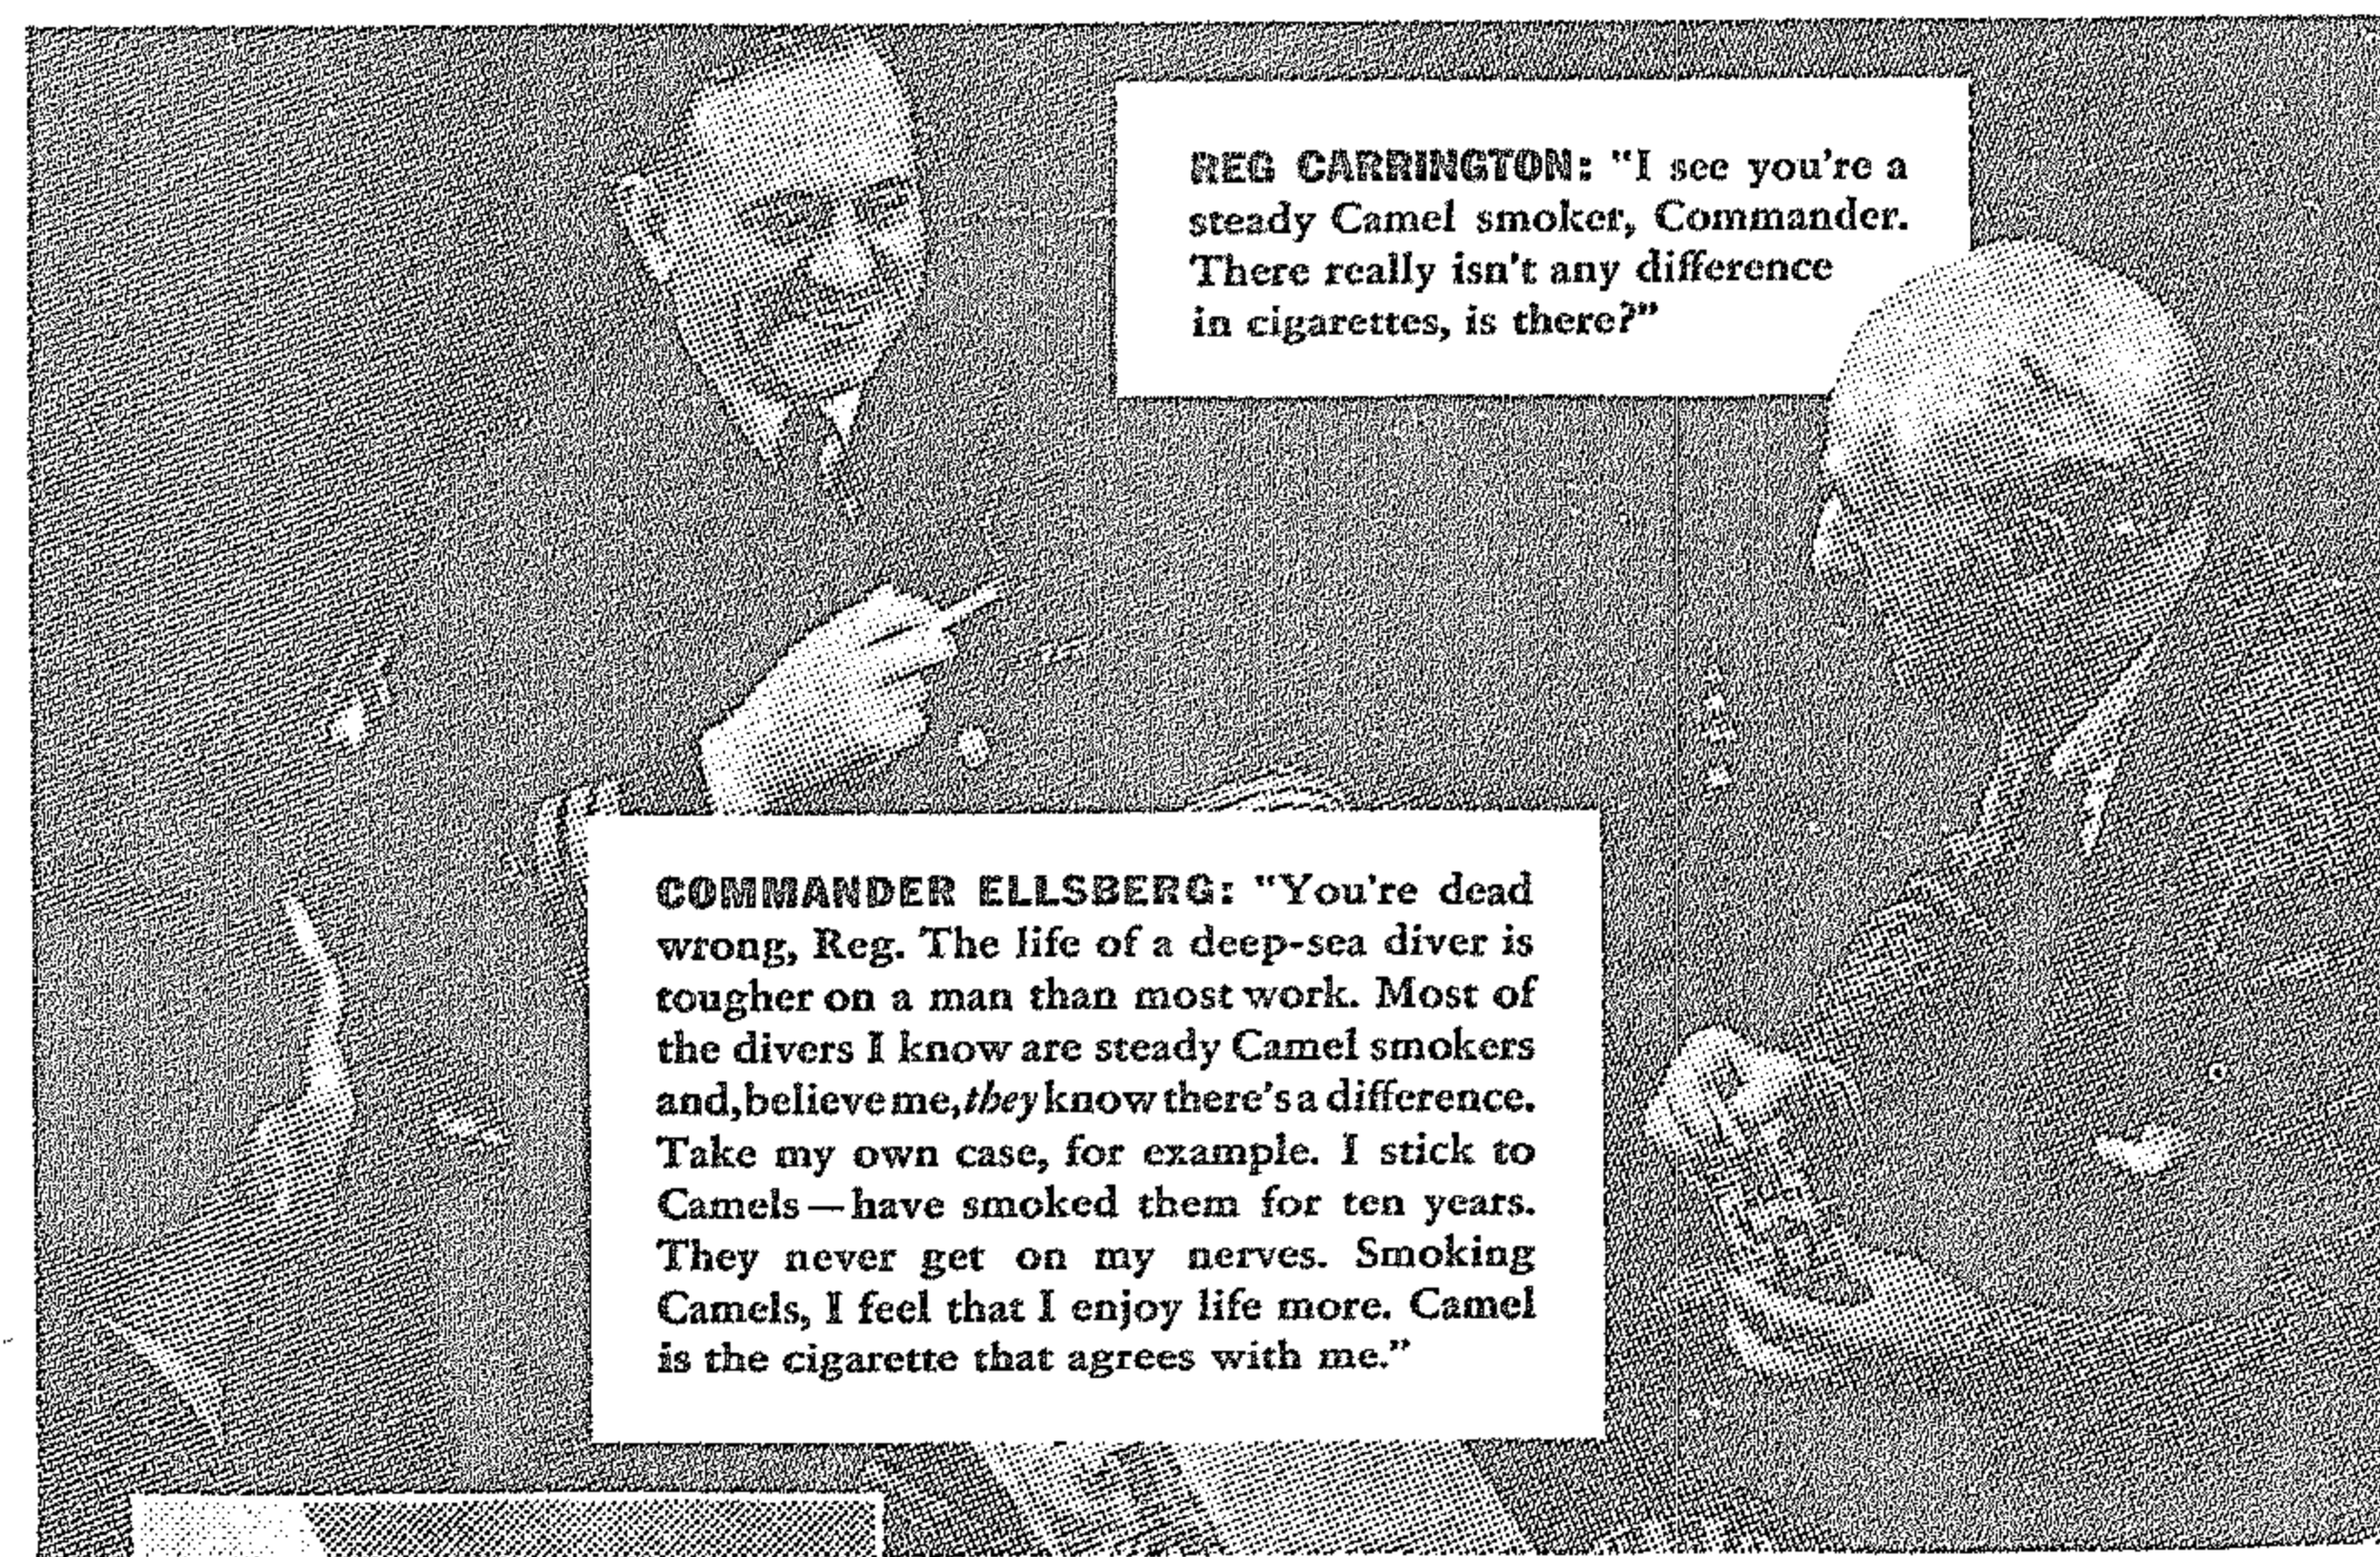 REG CARRINGTON: "I see you're a
steady Camel smoker, Commander.
There really isn't any difference
in cigarettes, is there?"
COMMANDER ELLSBERG: "You're dead
wrong, Reg. The life of a deep-sea diver is
tougher on a man than most work. Most of
the divers I know are steady Camel smokers
and, believe me, they know there's a difference.
Take my own case, for example. I stick to
Camels—have smoked them for ten years.
They never get on my nerves. Smoking
Camels, I feel that I enjoy life more. Camel
is the cigarette that agrees with me."